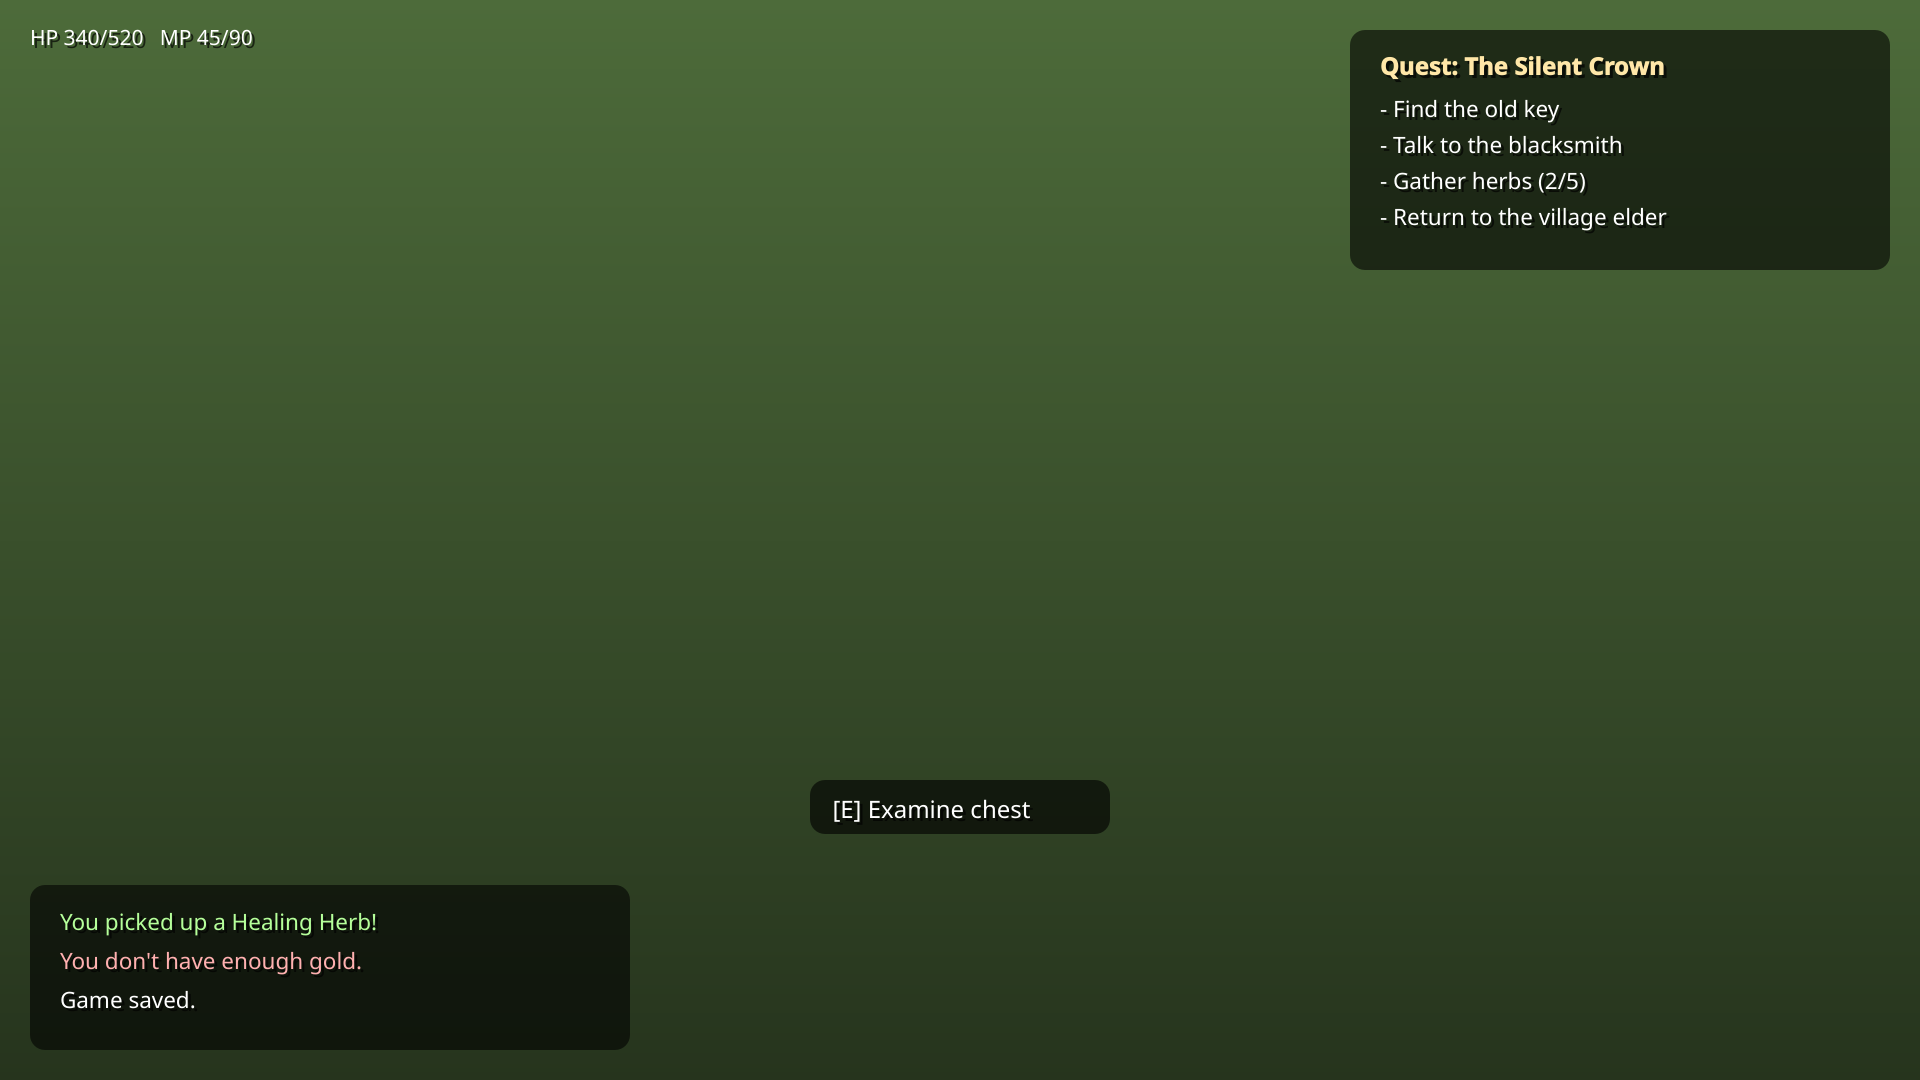 HP 340/520 MP 45/90
Quest: The Silent Crown
- Find the old key
- Talk to the blacksmith
- Gather herbs (2/5)
- Return to the village elder
[E] Examine chest
You picked up a Healing Herb!
You don't have enough gold.
Game saved.